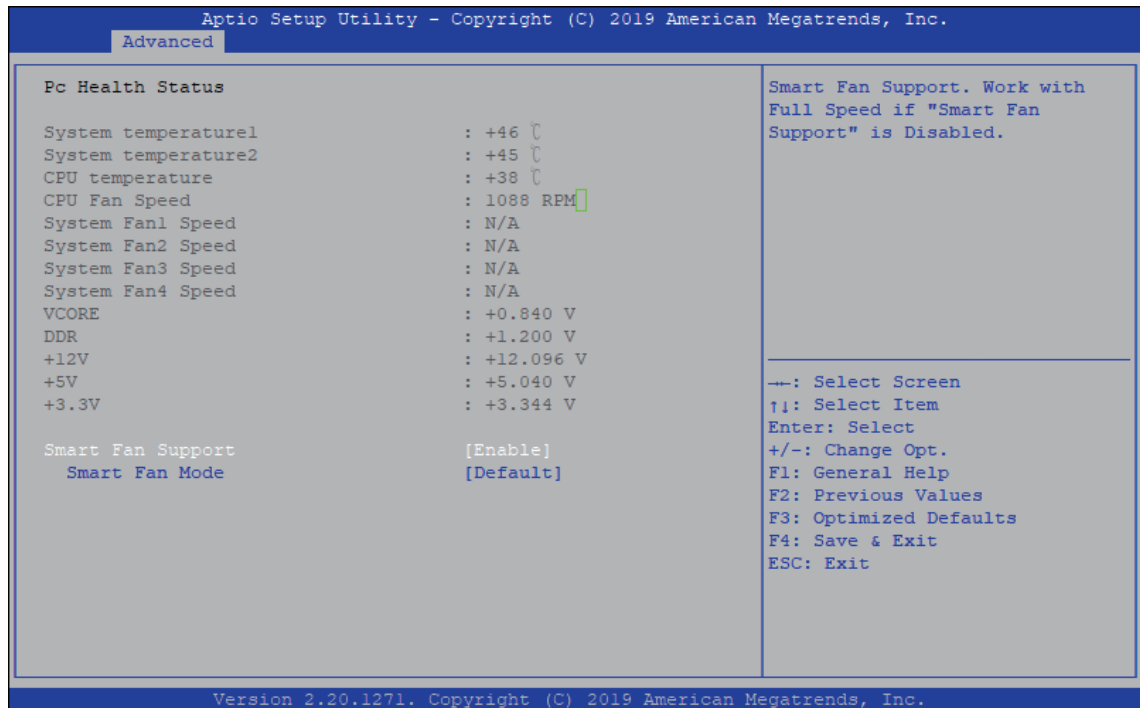 Aptio Setup Utility - Copyright (C) 2019 American Megatrends, Inc.
Advanced
Pc Health Status
System temperature1 : +46 ℃
System temperature2 : +45 ℃
CPU temperature : +38 ℃
CPU Fan Speed : 1088 RPM
System Fan1 Speed : N/A
System Fan2 Speed : N/A
System Fan3 Speed : N/A
System Fan4 Speed : N/A
VCORE : +0.840 V
DDR : +1.200 V
+12V : +12.096 V
+5V : +5.040 V
+3.3V : +3.344 V
Smart Fan Support [Enable]
Smart Fan Mode [Default]
Smart Fan Support. Work with
Full Speed if "Smart Fan
Support" is Disabled.
→←: Select Screen
↑↓: Select Item
Enter: Select
+/-: Change Opt.
F1: General Help
F2: Previous Values
F3: Optimized Defaults
F4: Save & Exit
ESC: Exit
Version 2.20.1271. Copyright (C) 2019 American Megatrends, Inc.